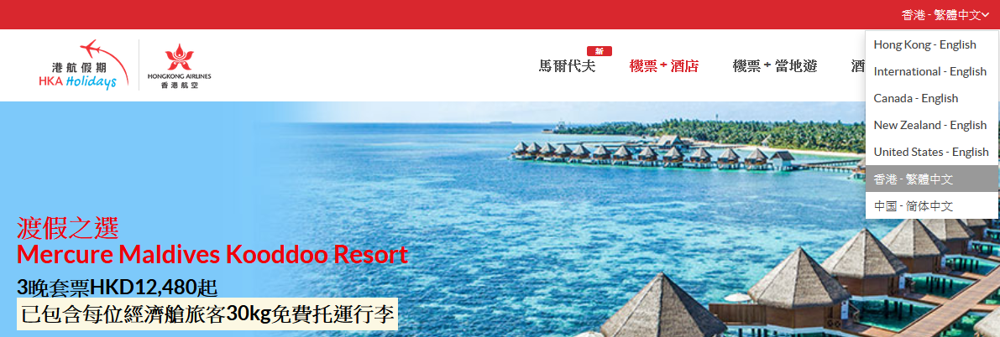 香港 - 繁體中文
港航假期
HKA Holidays
HONGKONG AIRLINES
香港航空
新
馬爾代夫
機票 + 酒店
機票 + 當地遊
酒
Hong Kong - English
International - English
Canada - English
New Zealand - English
United States - English
香港 - 繁體中文
中国 - 简体中文
渡假之選
Mercure Maldives Kooddoo Resort
3晚套票HKD12,480起
已包含每位經濟艙旅客30kg免費托運行李